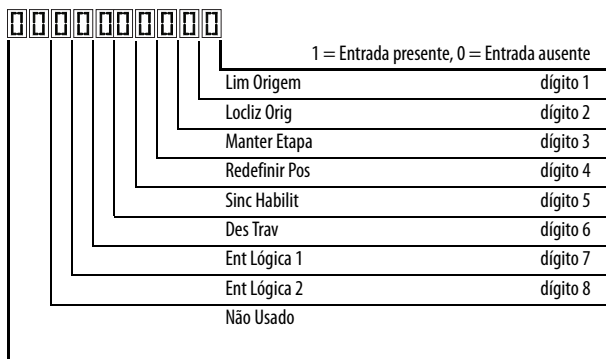 0000000000
1 = Entrada presente, 0 = Entrada ausente
Lim Origem dígito 1
Locliz Orig dígito 2
Manter Etapa dígito 3
Redefinir Pos dígito 4
Sinc Habilit dígito 5
Des Trav dígito 6
Ent Lógica 1 dígito 7
Ent Lógica 2 dígito 8
Não Usado